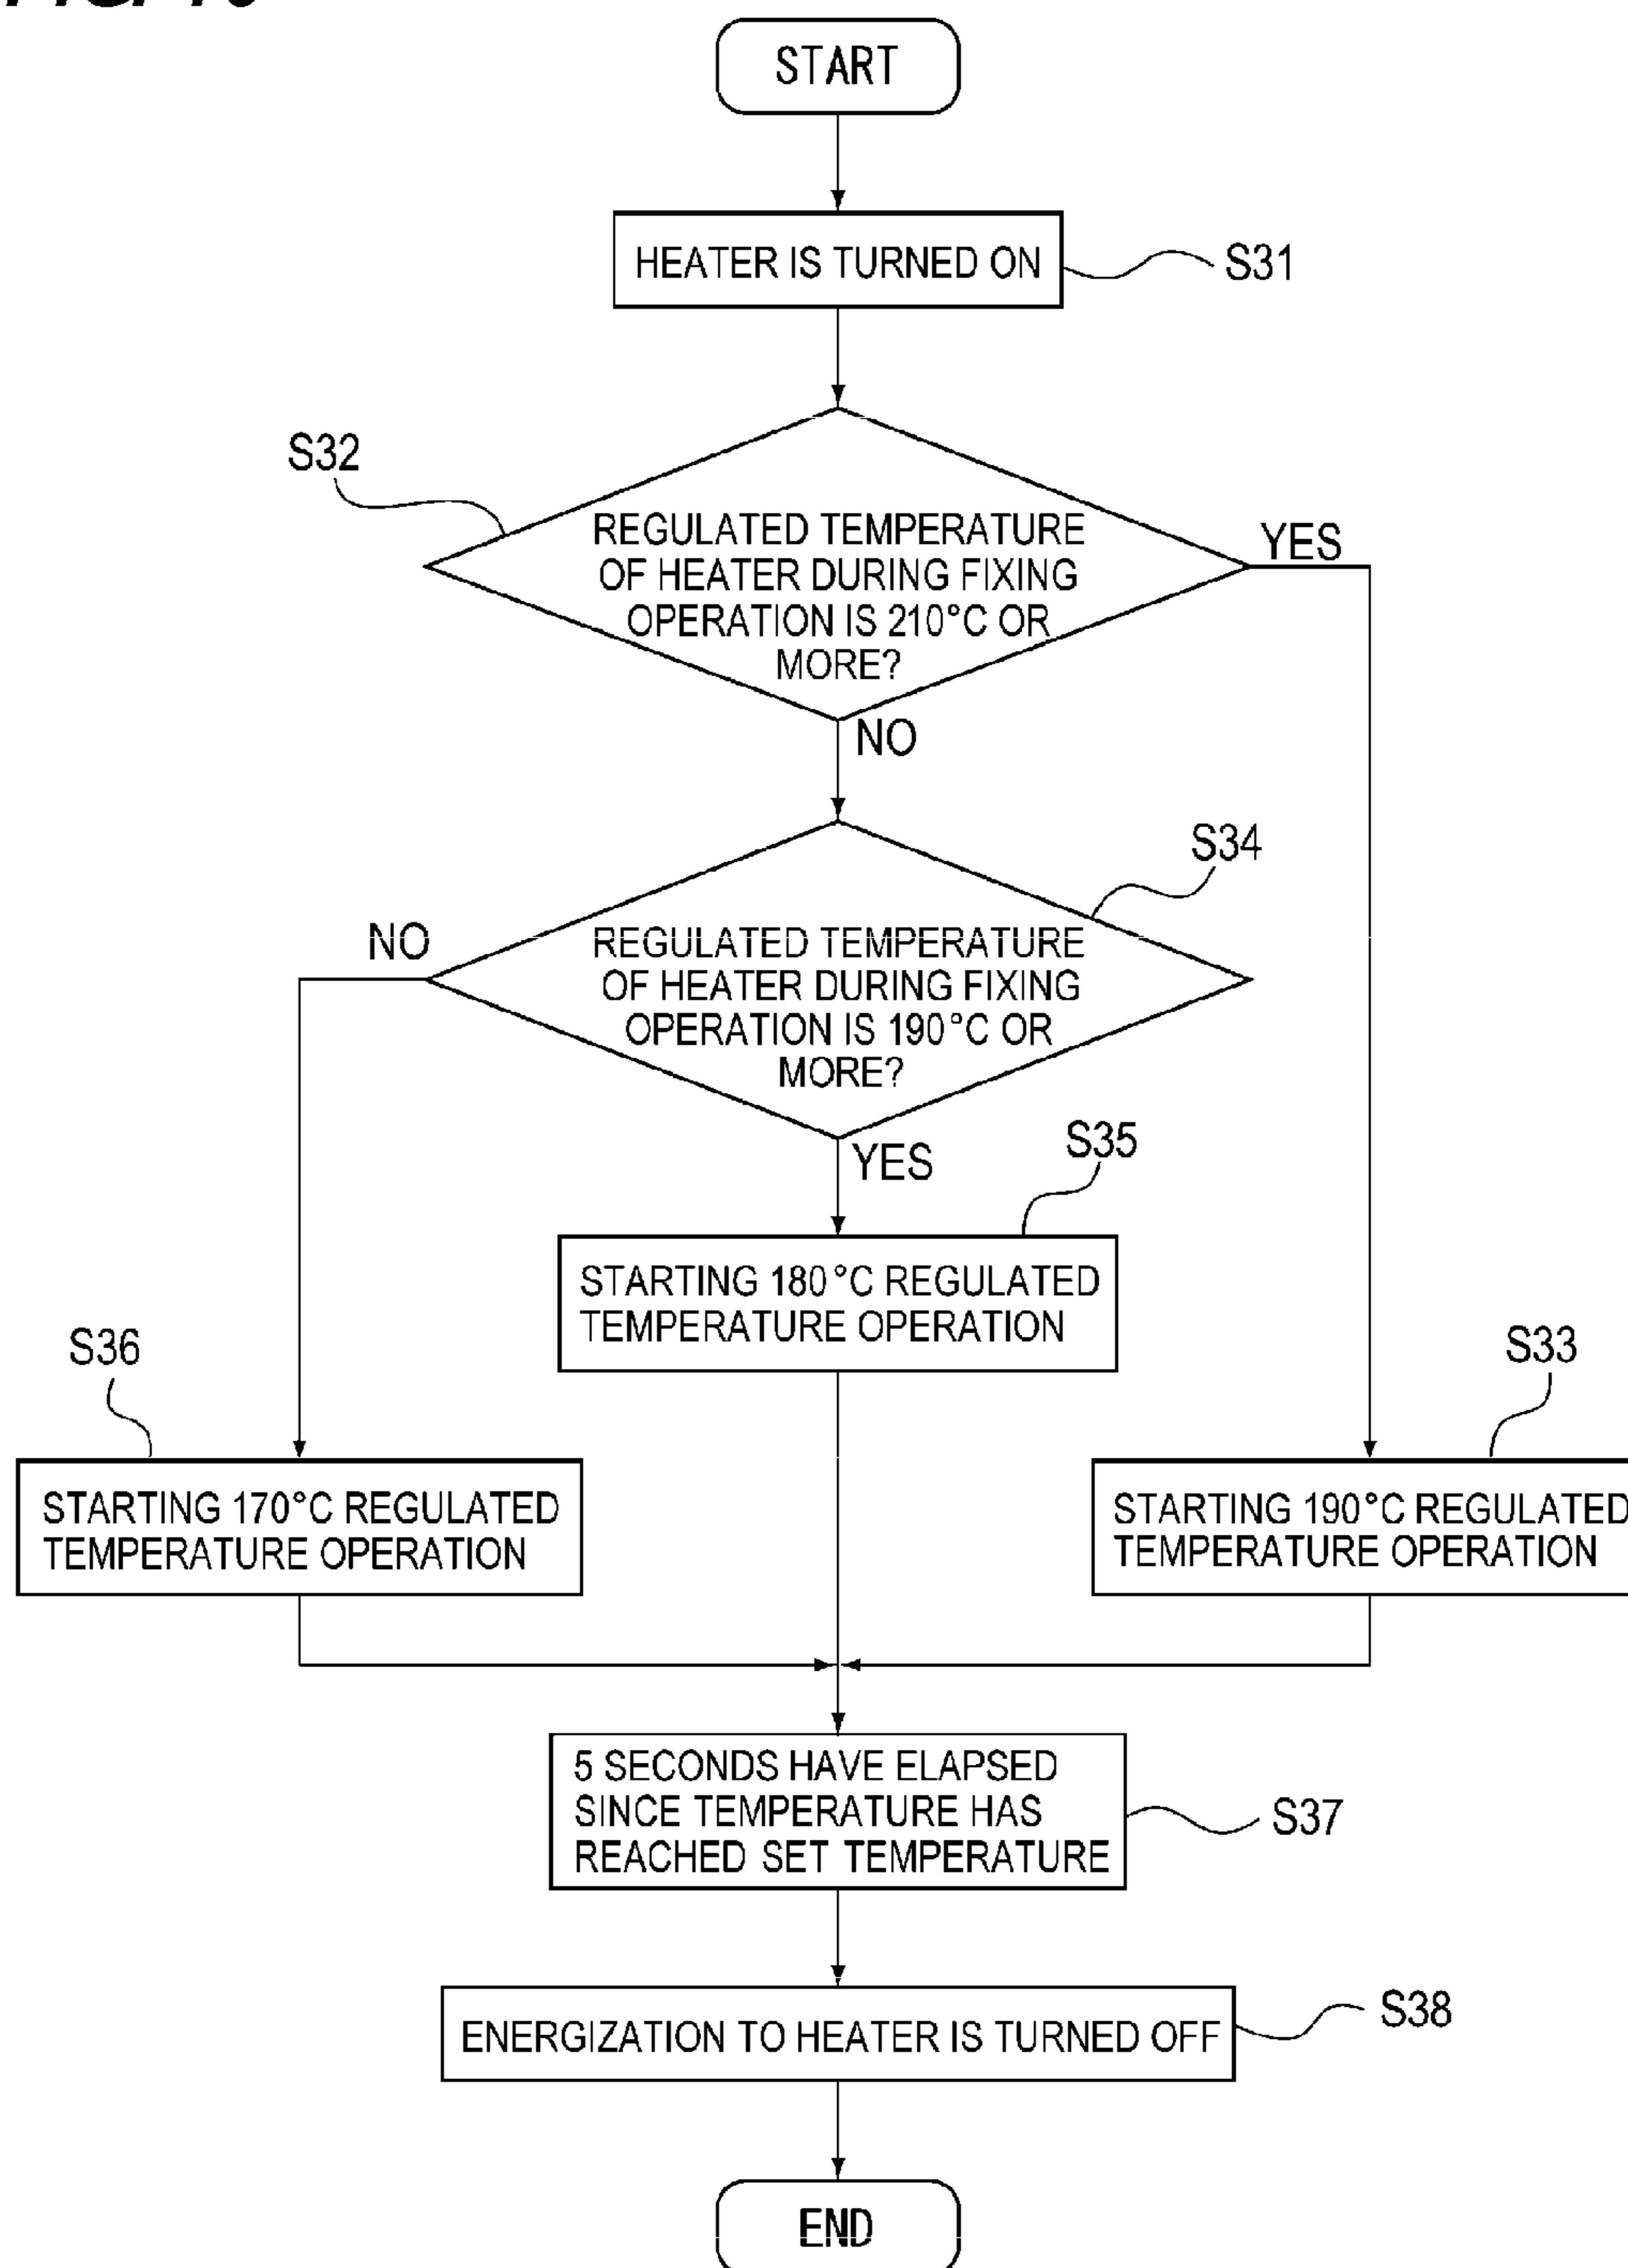 START
HEATER IS TURNED ON
S31
S32
REGULATED TEMPERATURE
OF HEATER DURING FIXING
OPERATION IS 210°C OR
MORE?
YES
NO
S34
NO
REGULATED TEMPERATURE
OF HEATER DURING FIXING
OPERATION IS 190°C OR
MORE?
YES
S35
STARTING 180°C REGULATED
TEMPERATURE OPERATION
S36
S33
STARTING 170°C REGULATED
TEMPERATURE OPERATION
STARTING 190°C REGULATED
TEMPERATURE OPERATION
5 SECONDS HAVE ELAPSED
SINCE TEMPERATURE HAS
REACHED SET TEMPERATURE
S37
ENERGIZATION TO HEATER IS TURNED OFF
S38
END